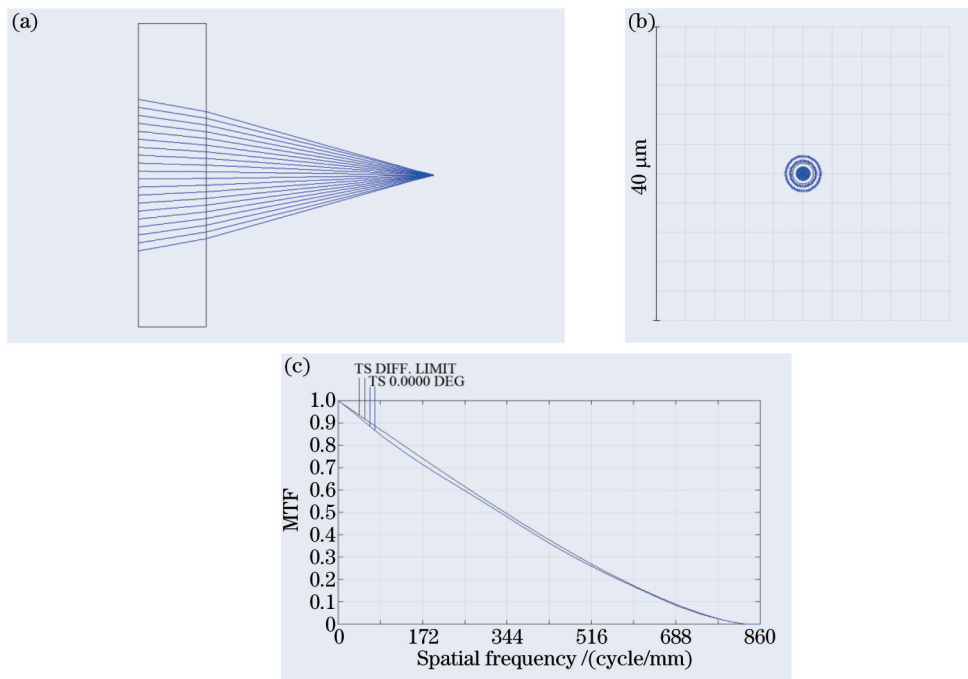 (a)
(b)
40 μm
(c)
TS DIFF. LIMIT
TS 0.0000 DEG
1.0
0.9
0.8
0.7
0.6
0.5
0.4
0.3
0.2
0.1
0
MTF
0 172 344 516 688 860
Spatial frequency /(cycle/mm)